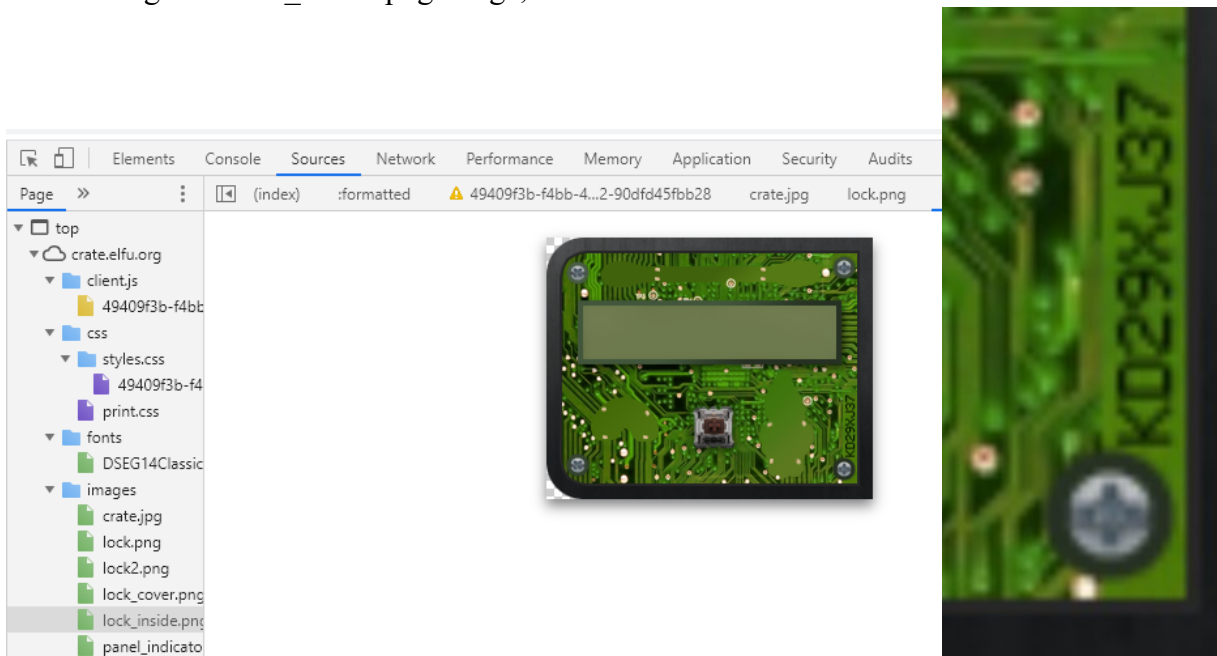 Elements Console Sources Network Performance Memory Application Security Audits
Page (index) :formatted 49409f3b-f4bb-4...2-90dfd45fbb28 crate.jpg lock.png
top
crate.elfu.org
client.js
49409f3b-f4bb
css
styles.css
49409f3b-f4
print.css
fonts
DSEG14Classic
images
crate.jpg
lock.png
lock2.png
lock_cover.png
lock_inside.png
panel_indicato
KD29XJ37
KD29XJ37